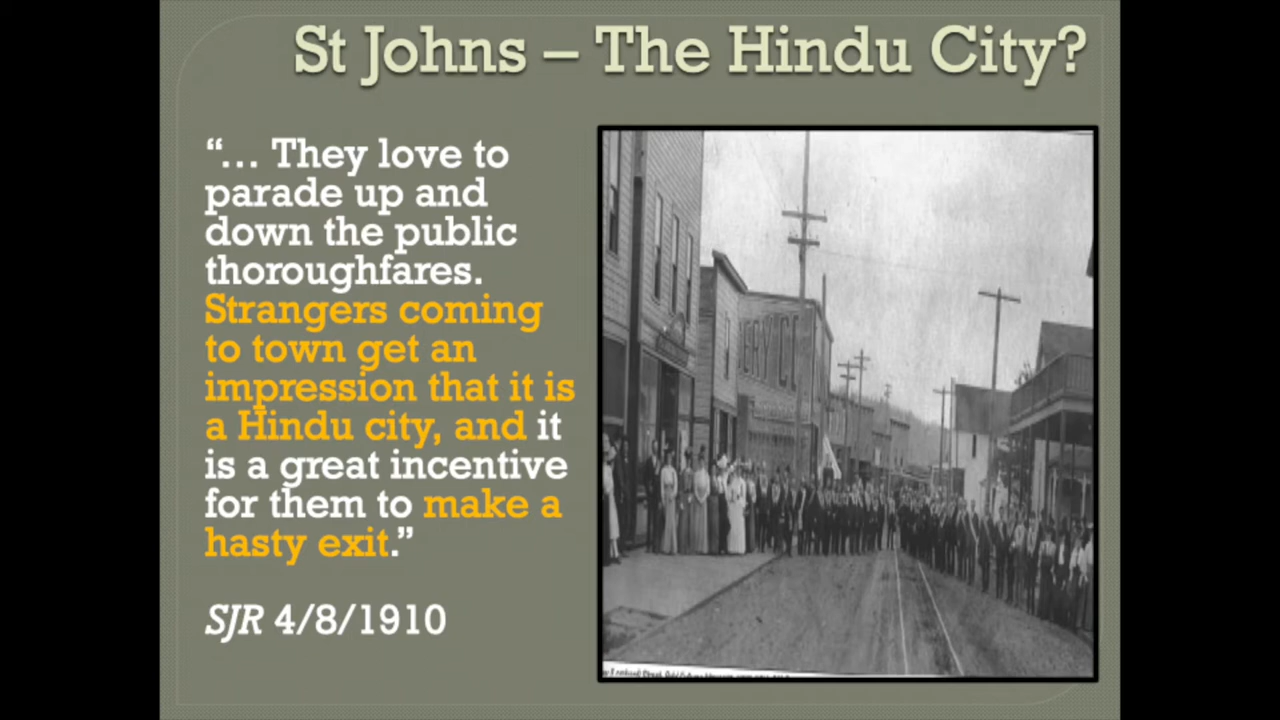 St Johns – The Hindu City?
“... They love to
parade up and
down the public
thoroughfares.
Strangers coming
to town get an
impression that it is
a Hindu city, and it
is a great incentive
for them to make a
hasty exit.”
SJR 4/8/1910